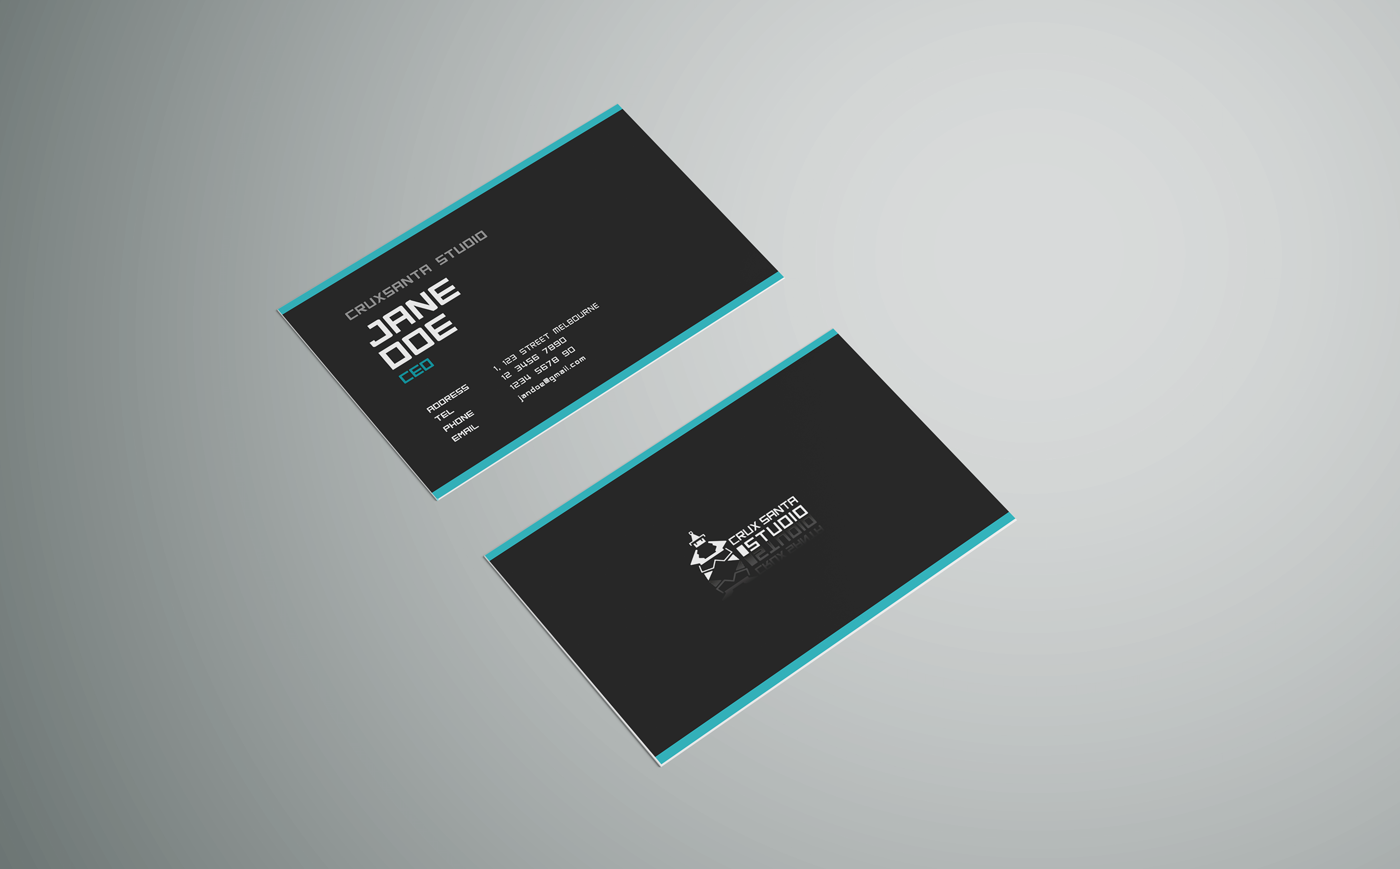 CRUXSANTA STUDIO
JANE
DOE
CEO
ADDRESS 1, 123 STREET MELBOURNE
TEL 12 3456 7890
PHONE 1234 5678 90
EMAIL jandoe@gmail.com
CRUX SANTA
STUDIO